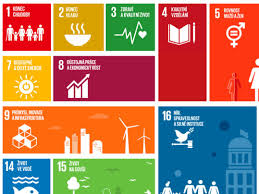 1 KONEC
CHUDOBY
2 KONEC
HLADU
3 ZDRAVÍ
A KVALITNÍ ŽIVOT
4 KVALITNÍ
VZDĚLÁNÍ
5 ROVNOST
MUŽŮ A ŽEN
7 DOSTUPNÉ
A ČISTÉ ENERGIE
8 DŮSTOJNÁ PRÁCE
A EKONOMICKÝ RŮST
9 PRŮMYSL, INOVACE
A INFRASTRUKTURA
16 MÍR,
SPRAVEDLNOST
A SILNÉ INSTITUCE
14 ŽIVOT
VE VODĚ
15 ŽIVOT
NA SOUŠI